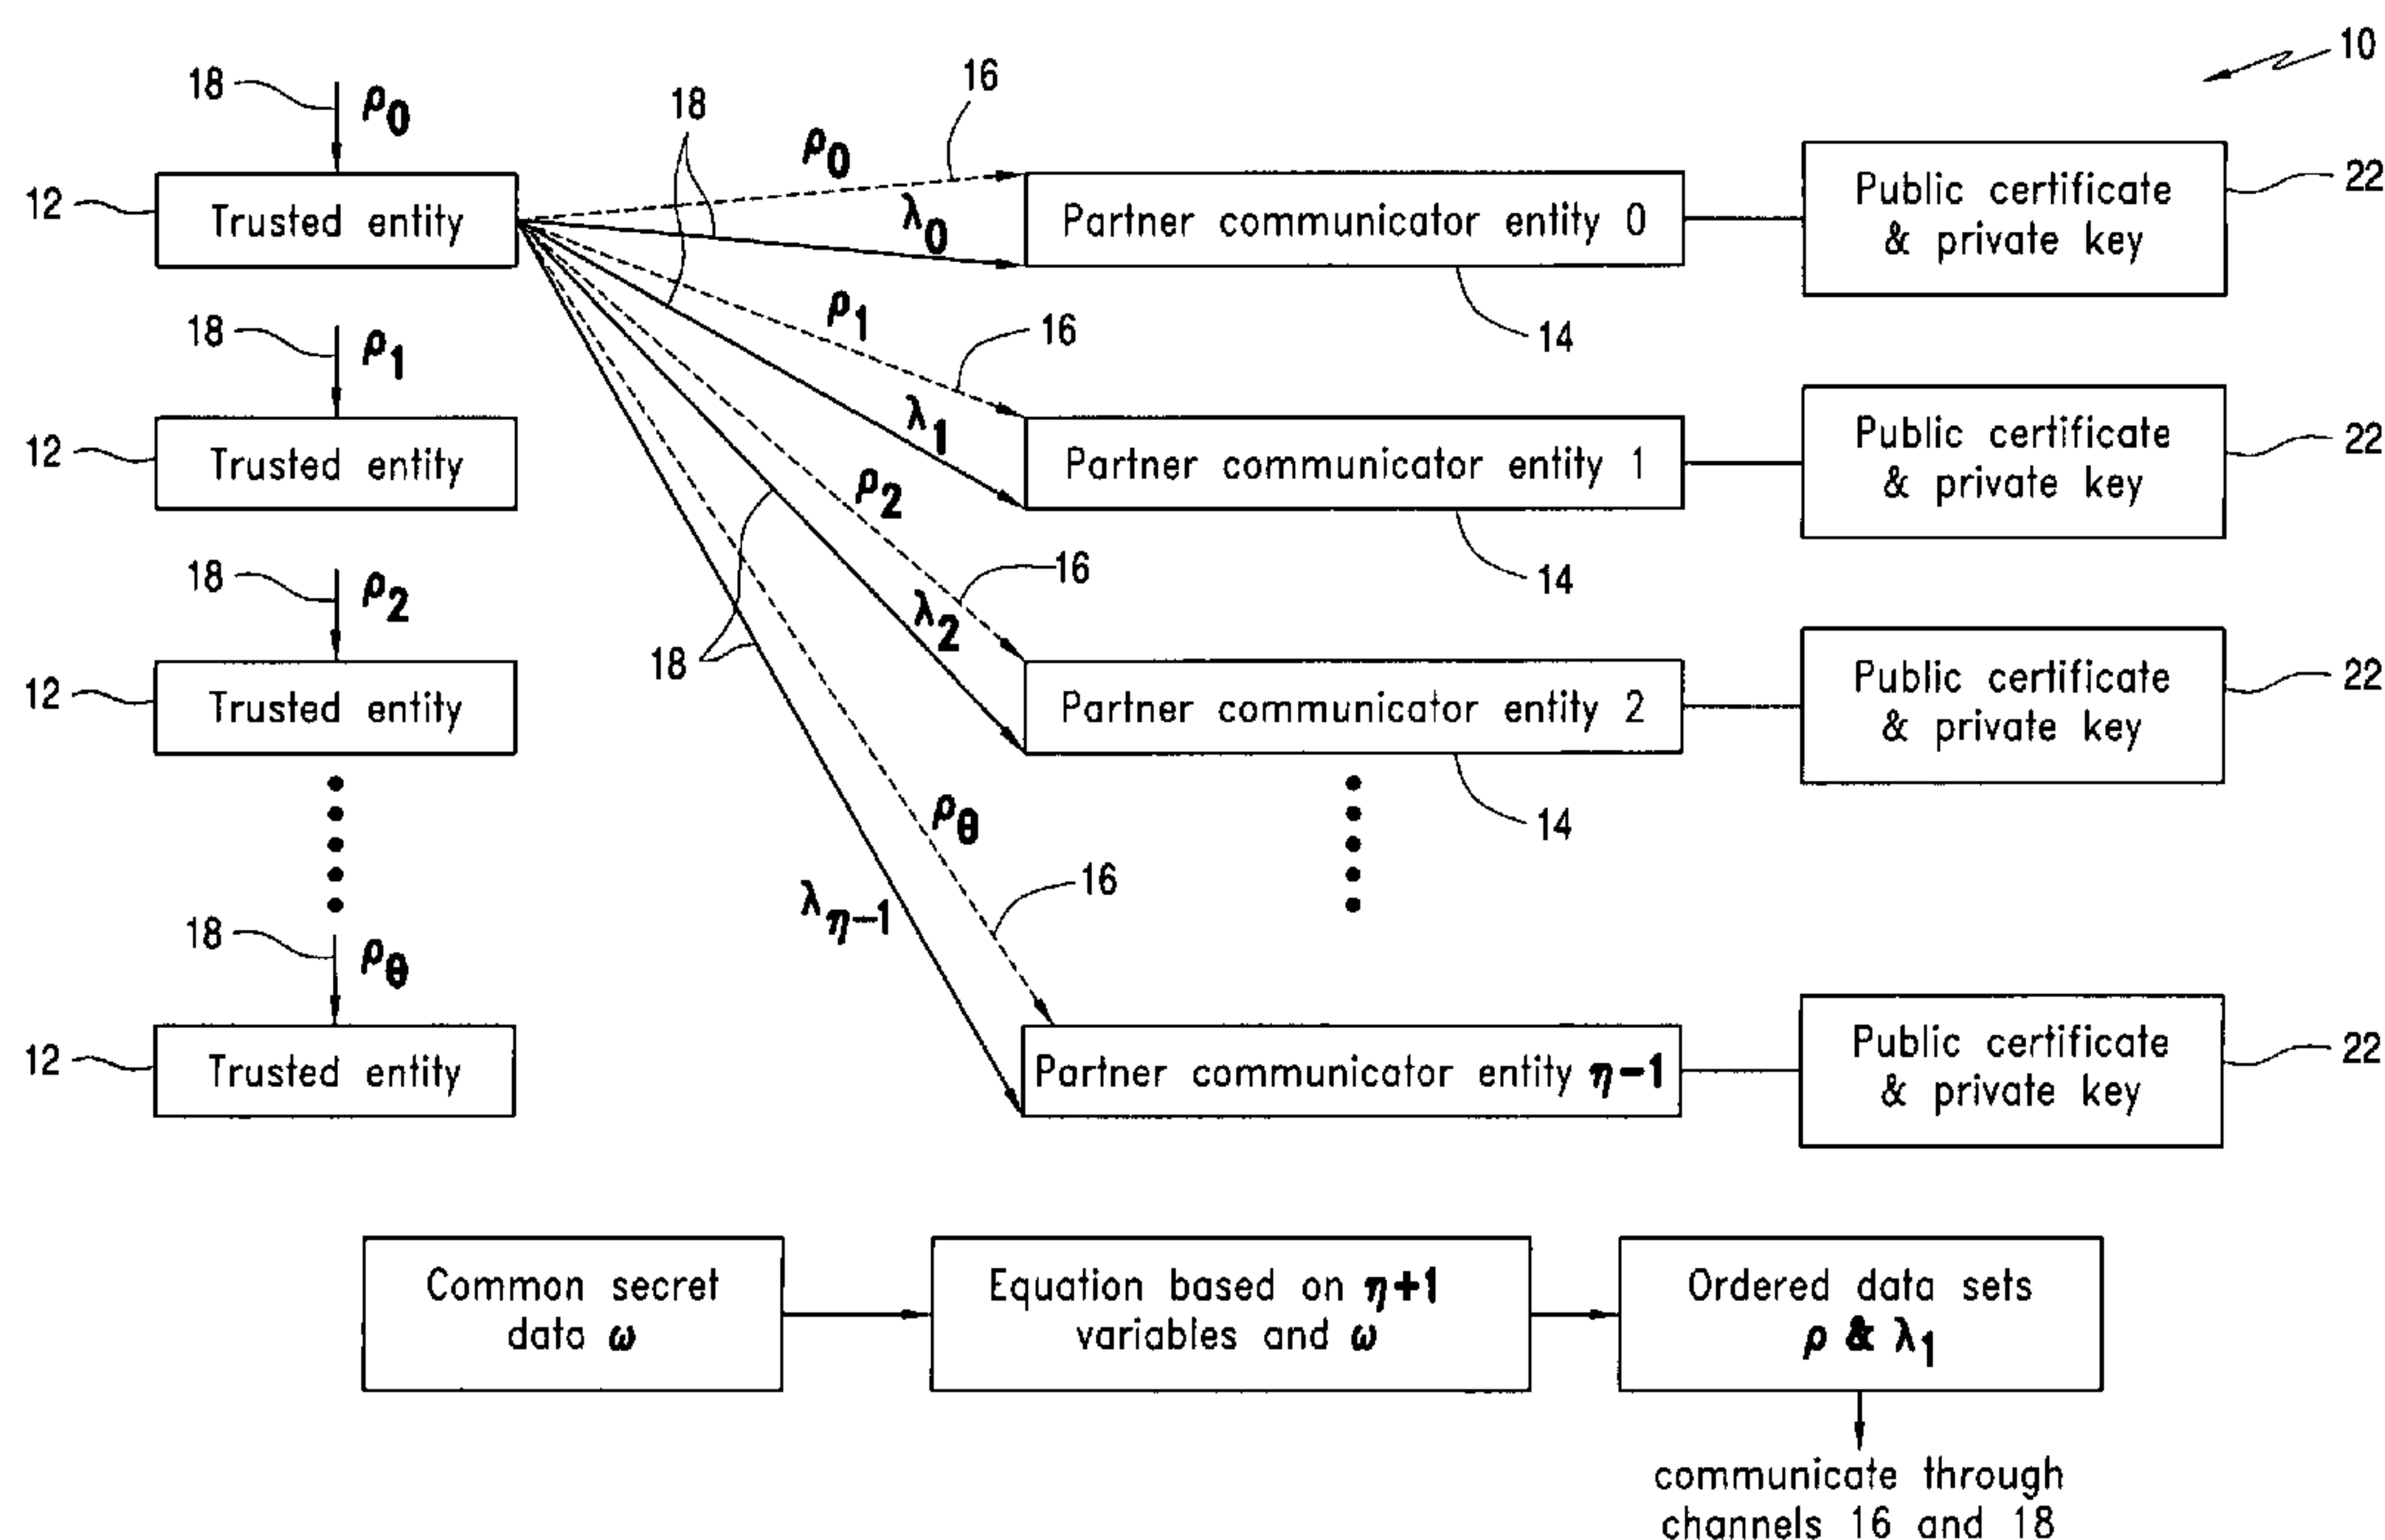 10
18
ρ0
18
16
ρ0
12
Trusted entity
λ0
Partner communicator entity 0
Public certificate
& private key
22
14
18
ρ1
ρ1
16
12
Trusted entity
λ1
Partner communicator entity 1
Public certificate
& private key
22
14
18
ρ2
ρ2
16
12
Trusted entity
λ2
18
Partner communicator entity 2
Public certificate
& private key
22
14
ρθ
16
λη−1
18
ρθ
12
Trusted entity
Partner communicator entity η−1
Public certificate
& private key
22
Common secret
data ω
Equation based on η+1
variables and ω
Ordered data sets
ρ & λ1
communicate through
channels 16 and 18